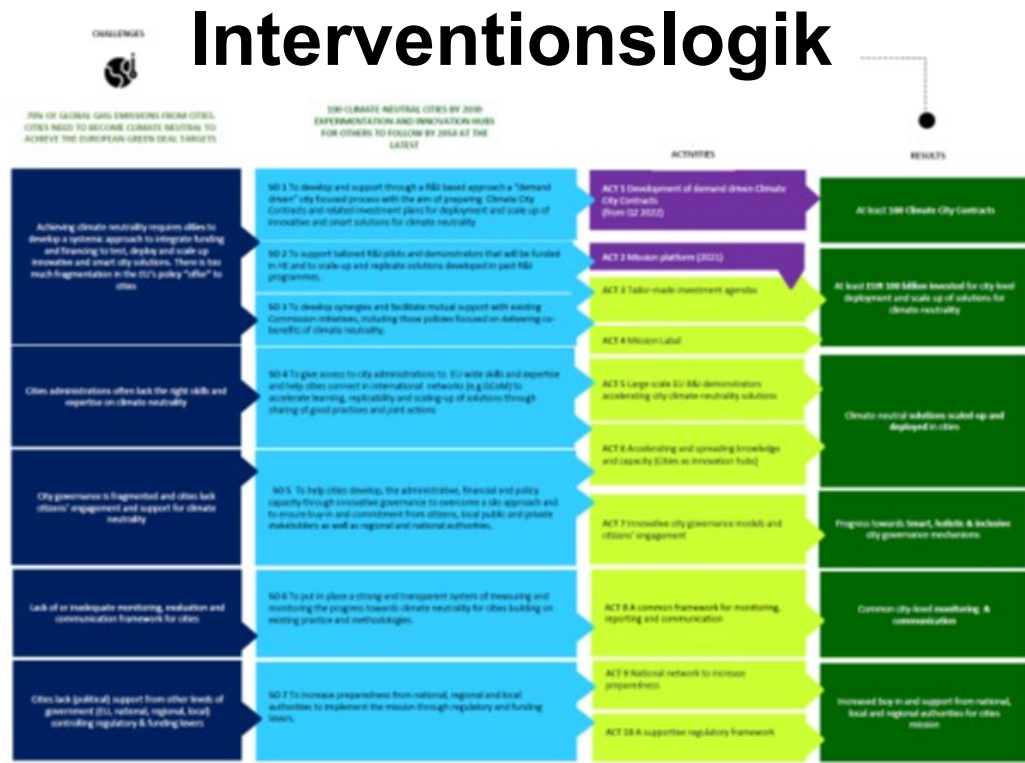 Interventionslogik
CHALLENGES
70% OF GLOBAL GHG EMISSIONS FROM CITIES,
CITIES NEED TO BECOME CLIMATE NEUTRAL TO
ACHIEVE THE EUROPEAN GREEN DEAL TARGETS
100 CLIMATE-NEUTRAL CITIES BY 2030
EXPERIMENTATION AND INNOVATION HUBS
FOR OTHERS TO FOLLOW BY 2050 AT THE
LATEST
ACTIVITIES
RESULTS
Achieving climate neutrality requires cities to
develop a systemic approach to integrate funding
and financing to test, deploy and scale up
innovative and smart city solutions. There is too
much fragmentation in the EU's policy "offer" to
cities
Cities administrations often lack the right skills and
expertise on climate neutrality
City governance is fragmented and cities lack
citizens' engagement and support for climate
neutrality
Lack of or inadequate monitoring, evaluation and
communication framework for cities
Cities lack (political) support from other levels of
government (EU, national, regional, local)
controlling regulatory & funding levers
SO 1 To develop and support through a R&I based approach a "demand
driven" city focused process with the aim of preparing Climate City
Contracts and related investment plans for deployment and scale up of
innovative and smart solutions for climate neutrality
SO 2 To support tailored R&I pilots and demonstrators that will be funded
in HE and to scale-up and replicate solutions developed in past R&I
programmes.
SO 3 To develop synergies and facilitate mutual support with existing
Commission initiatives, including those policies focused on delivering co-
benefits of climate neutrality.
SO 4 To give access to city administrations to EU wide skills and expertise
and help cities connect in international networks (e.g.GCoM) to
accelerate learning, replicability and scaling-up of solutions through
sharing of good practices and joint actions
SO 5 To help cities develop, the administrative, financial and policy
capacity through innovative governance to overcome a silo approach and
to ensure buy-in and commitment from citizens, local public and private
stakeholders as well as regional and national authorities.
SO 6 To put in place a strong and transparent system of measuring and
monitoring the progress towards climate neutrality for cities building on
existing practice and methodologies.
SO 7 To increase preparedness from national, regional and local
authorities to implement the mission through regulatory and funding
levers.
ACT 1 Development of demand driven Climate
City Contracts
(from Q2 2022)
ACT 2 Mission platform (2021)
ACT 3 Tailor-made investment agendas
ACT 4 Mission Label
ACT 5 Large scale EU R&I demonstrators
accelerating city climate-neutrality solutions
ACT 6 Accelerating and spreading knowledge
and capacity (Cities as innovation hubs)
ACT 7 Innovative city governance models and
citizens' engagement
ACT 8 A common framework for monitoring,
reporting and communication
ACT 9 National network to increase
preparedness
ACT 10 A supportive regulatory framework
At least 100 Climate City Contracts
At least EUR 100 billion invested for city level
deployment and scale up of solutions for
climate-neutrality
Climate-neutral solutions scaled-up and
deployed in cities
Progress towards Smart, holistic & inclusive
city governance mechanisms
Common city-level monitoring &
communication
Increased buy in and support from national,
local and regional authorities for cities
mission